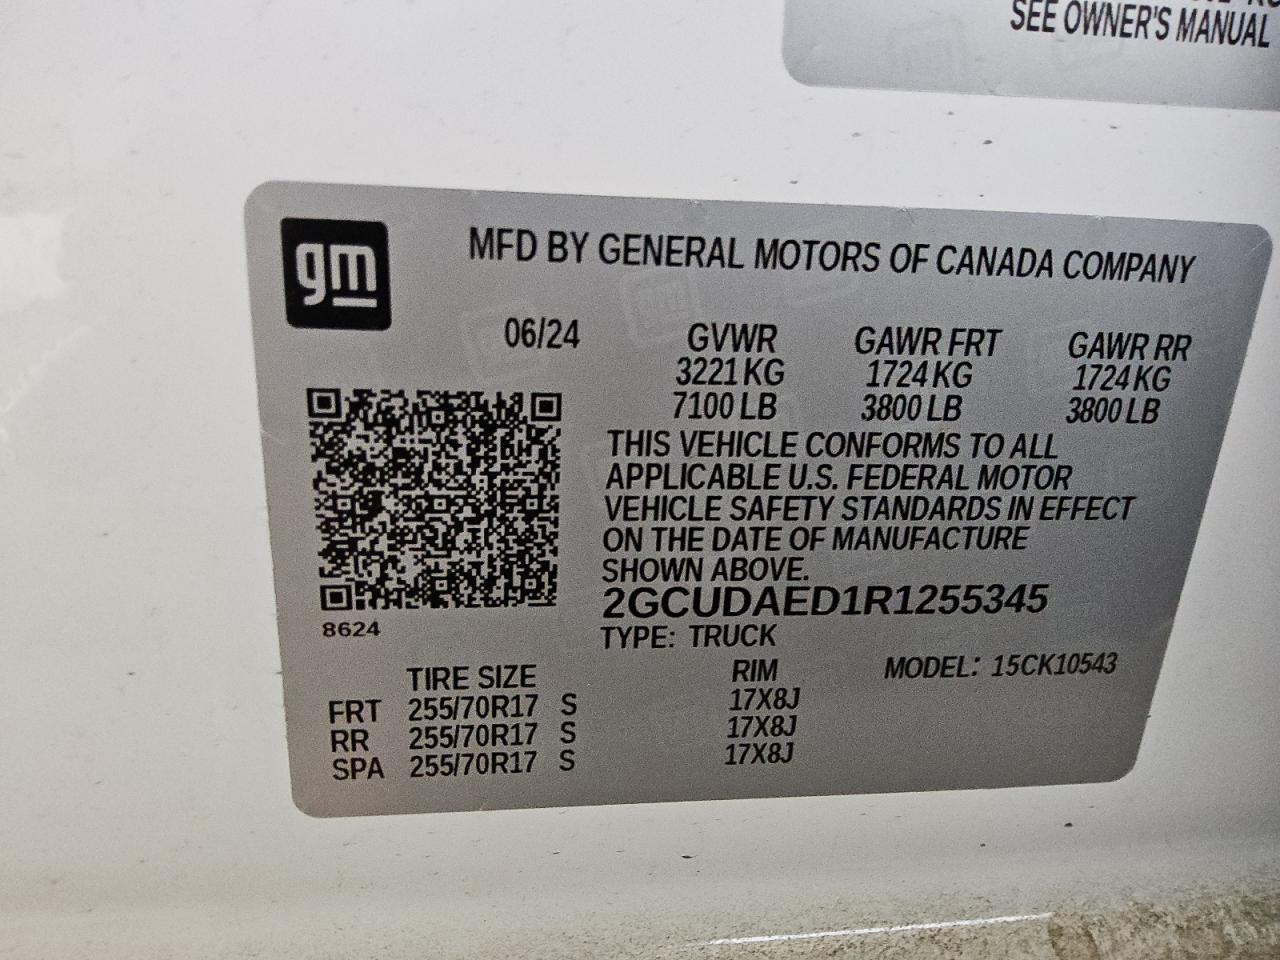 SEE OWNER'S MANUAL
gm
MFD BY GENERAL MOTORS OF CANADA COMPANY
06/24 GVWR GAWR FRT GAWR RR
3221 KG 1724 KG 1724 KG
7100 LB 3800 LB 3800 LB
THIS VEHICLE CONFORMS TO ALL
APPLICABLE U.S. FEDERAL MOTOR
VEHICLE SAFETY STANDARDS IN EFFECT
ON THE DATE OF MANUFACTURE
SHOWN ABOVE.
2GCUDAED1R1255345
8624
TYPE: TRUCK
TIRE SIZE RIM MODEL: 15CK10543
FRT 255/70R17 S 17X8J
RR 255/70R17 S 17X8J
SPA 255/70R17 S 17X8J